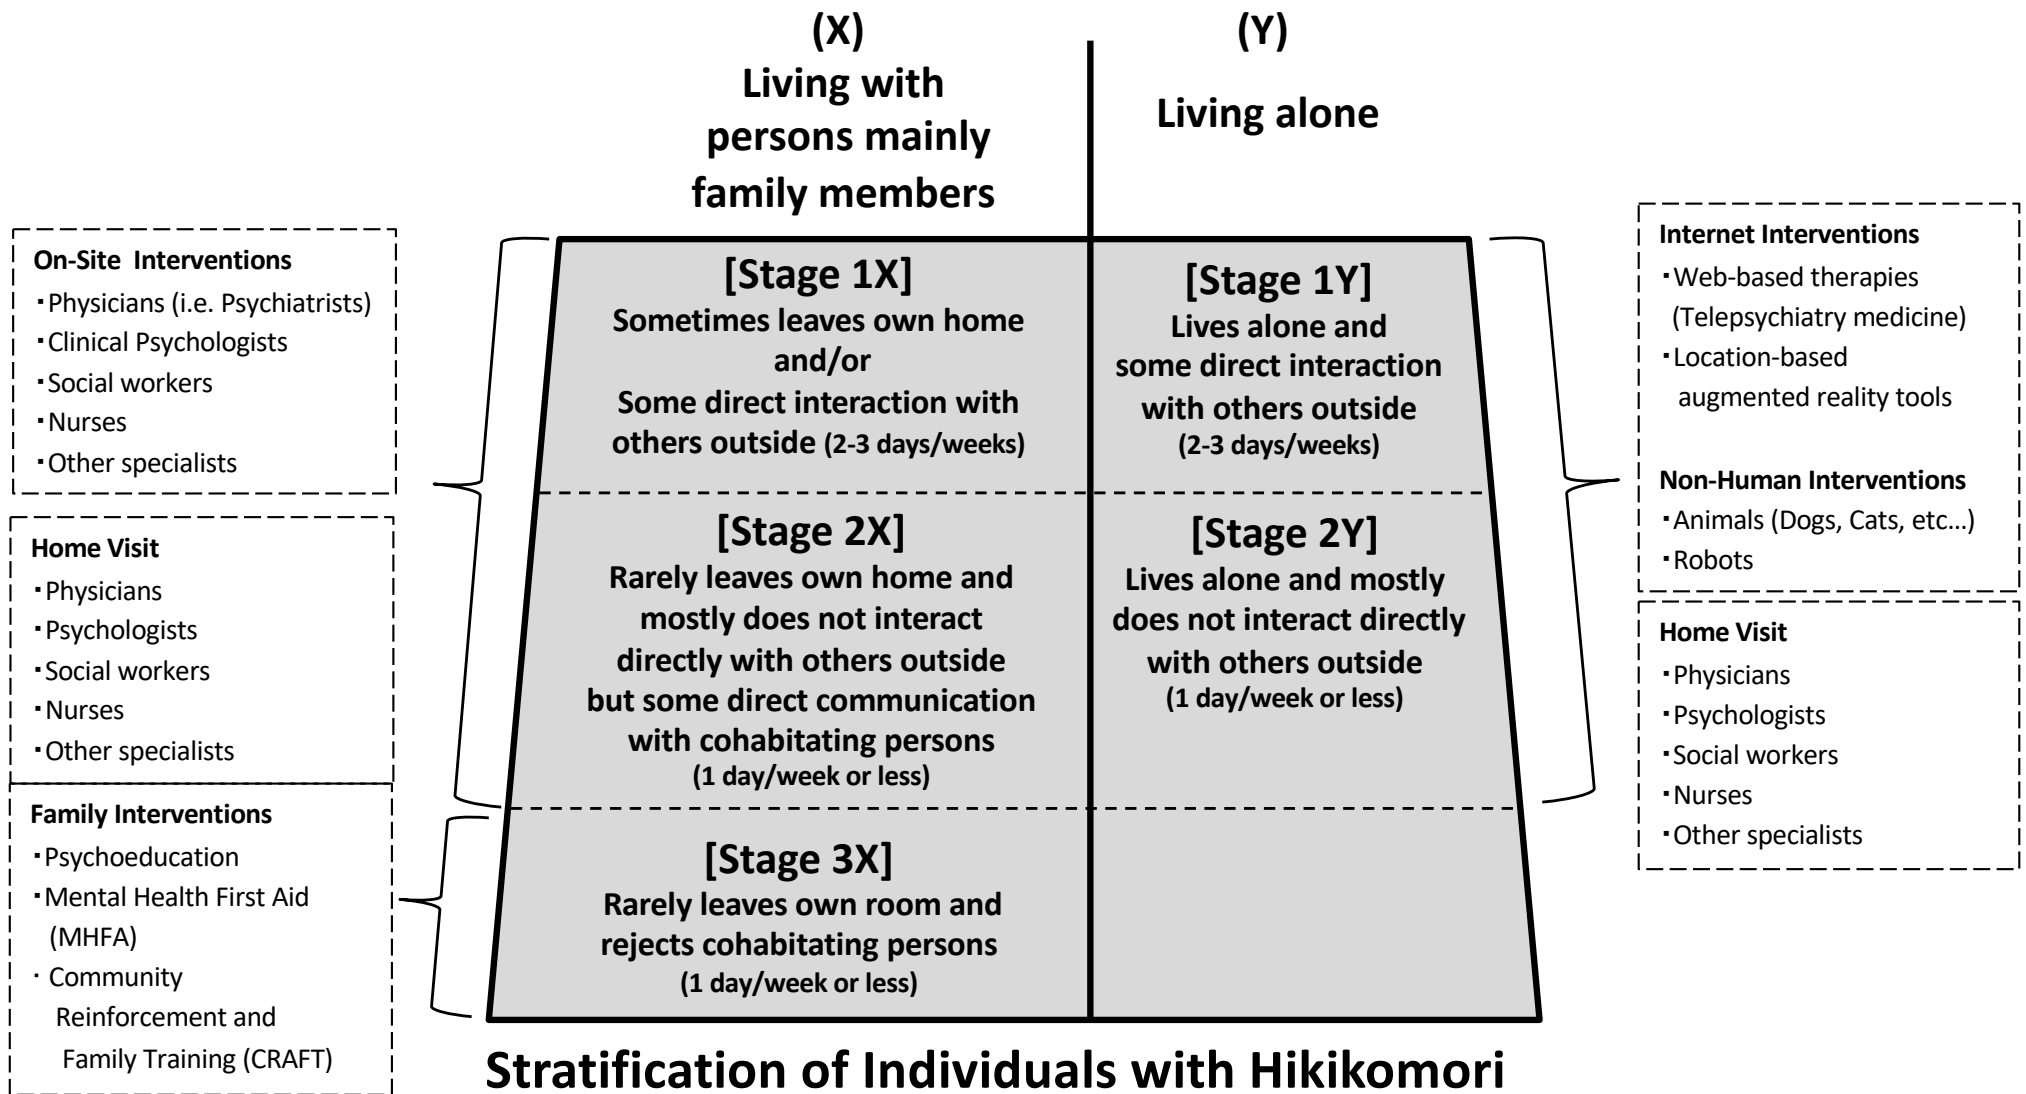 (X)
Living with
persons mainly
family members
(Y)
Living alone
On-Site Interventions
・Physicians (i.e. Psychiatrists)
・Clinical Psychologists
・Social workers
・Nurses
・Other specialists
Home Visit
・Physicians
・Psychologists
・Social workers
・Nurses
・Other specialists
Family Interventions
・Psychoeducation
・Mental Health First Aid
(MHFA)
・Community
Reinforcement and
Family Training (CRAFT)
[Stage 1X]
Sometimes leaves own home
and/or
Some direct interaction with
others outside (2-3 days/weeks)
[Stage 2X]
Rarely leaves own home and
mostly does not interact
directly with others outside
but some direct communication
with cohabitating persons
(1 day/week or less)
[Stage 3X]
Rarely leaves own room and
rejects cohabitating persons
(1 day/week or less)
[Stage 1Y]
Lives alone and
some direct interaction
with others outside
(2-3 days/weeks)
[Stage 2Y]
Lives alone and mostly
does not interact directly
with others outside
(1 day/week or less)
Internet Interventions
・Web-based therapies
(Telepsychiatry medicine)
・Location-based
augmented reality tools
Non-Human Interventions
・Animals (Dogs, Cats, etc...)
・Robots
Home Visit
・Physicians
・Psychologists
・Social workers
・Nurses
・Other specialists
Stratification of Individuals with Hikikomori